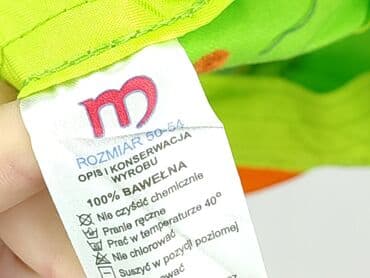 m
ROZMIAR 50-54
OPIS I KONSERWACJA
WYROBU
100% BAWEŁNA
Nie czyścić chemicznie
Pranie ręczne
Prać w temperaturze 40°
Nie chlorować
Suszyć w pozycji poziomej